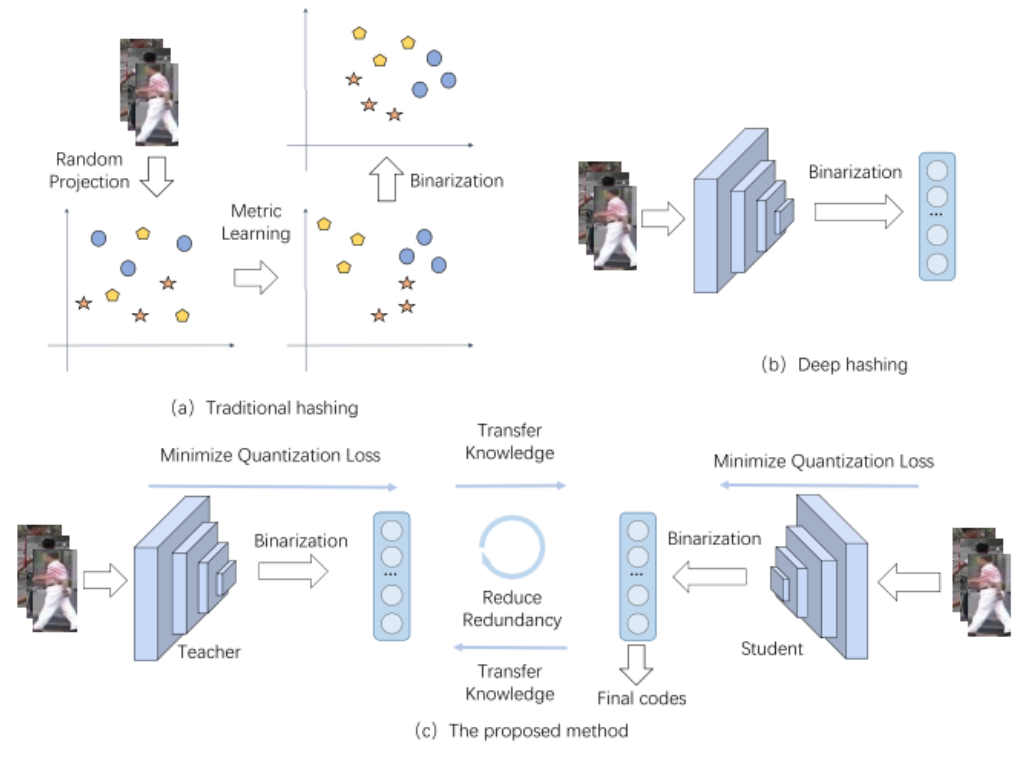 Random
Projection
Metric
Learning
Binarization
(a) Traditional hashing
Binarization
...
(b) Deep hashing
Minimize Quantization Loss
Binarization
...
Teacher
Transfer
Knowledge
Reduce
Redundancy
Transfer
Knowledge
Minimize Quantization Loss
Binarization
...
Student
Final codes
(c) The proposed method